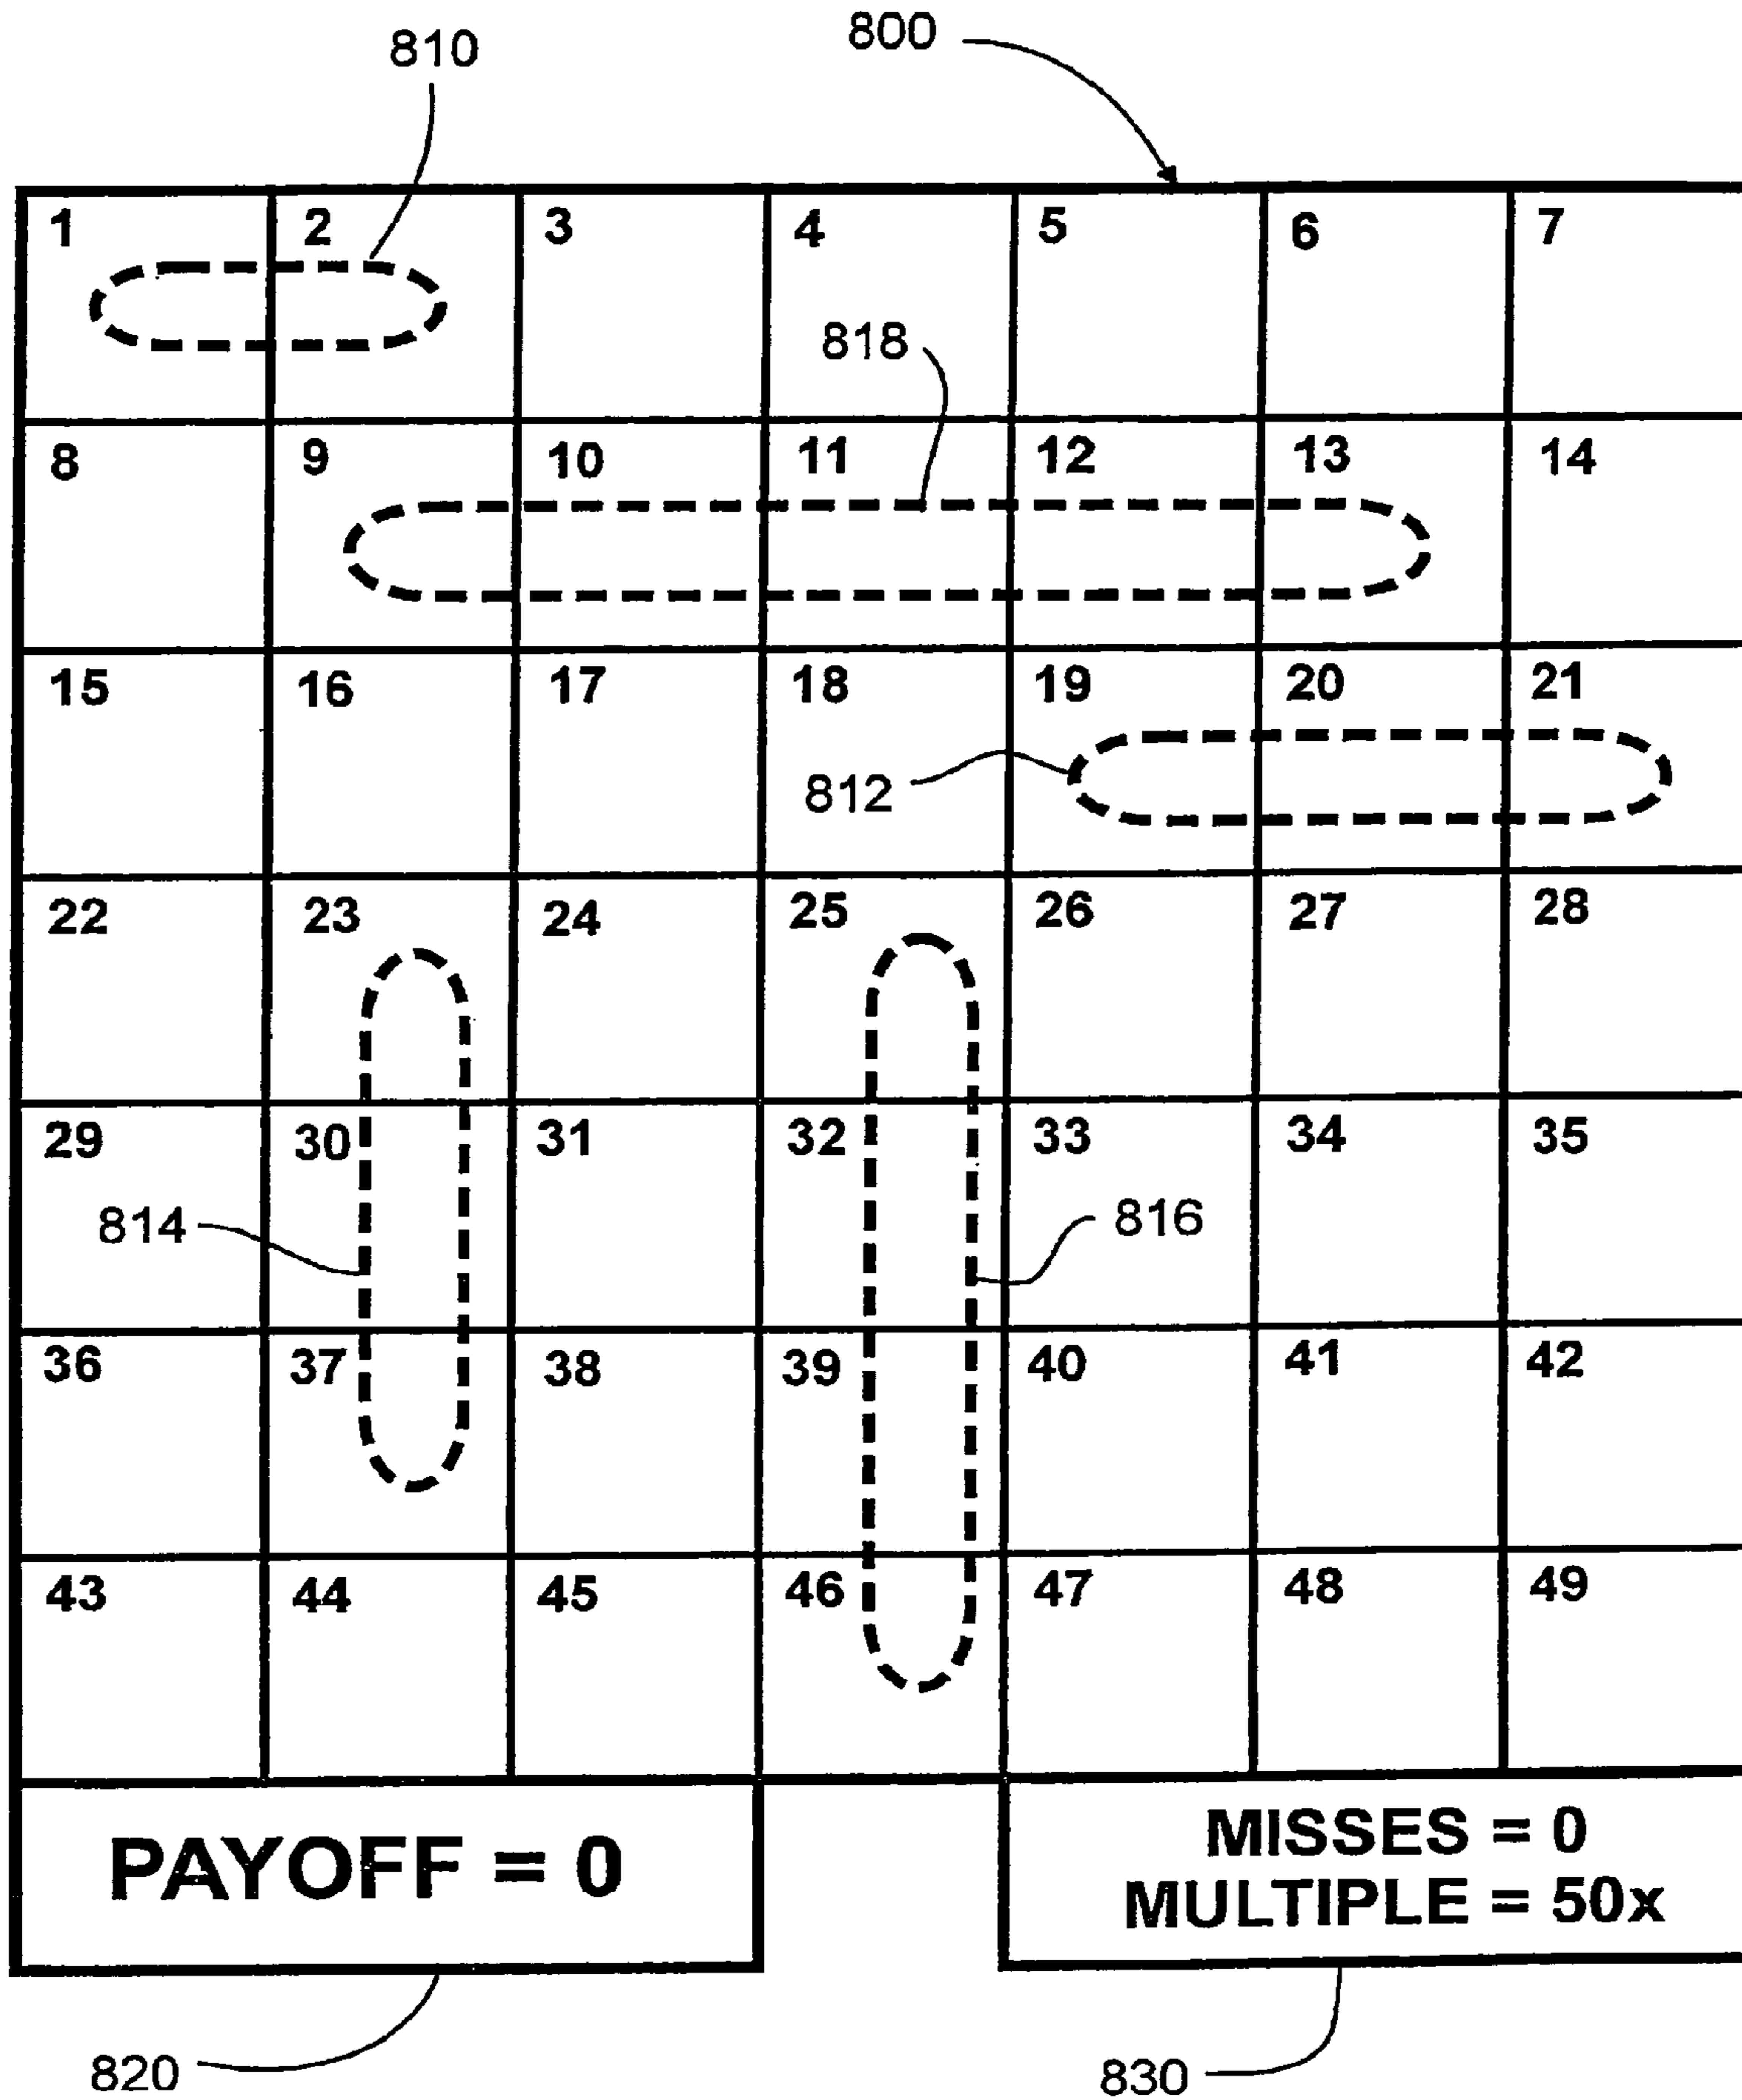 810 800
1 2 3 4 5 6 7
818
8 9 10 11 12 13 14
15 16 17 18 19 20 21
812
22 23 24 25 26 27 28
29 30 31 32 33 34 35
814 816
36 37 38 39 40 41 42
43 44 45 46 47 48 49
PAYOFF = 0
MISSES = 0
MULTIPLE = 50x
820 830